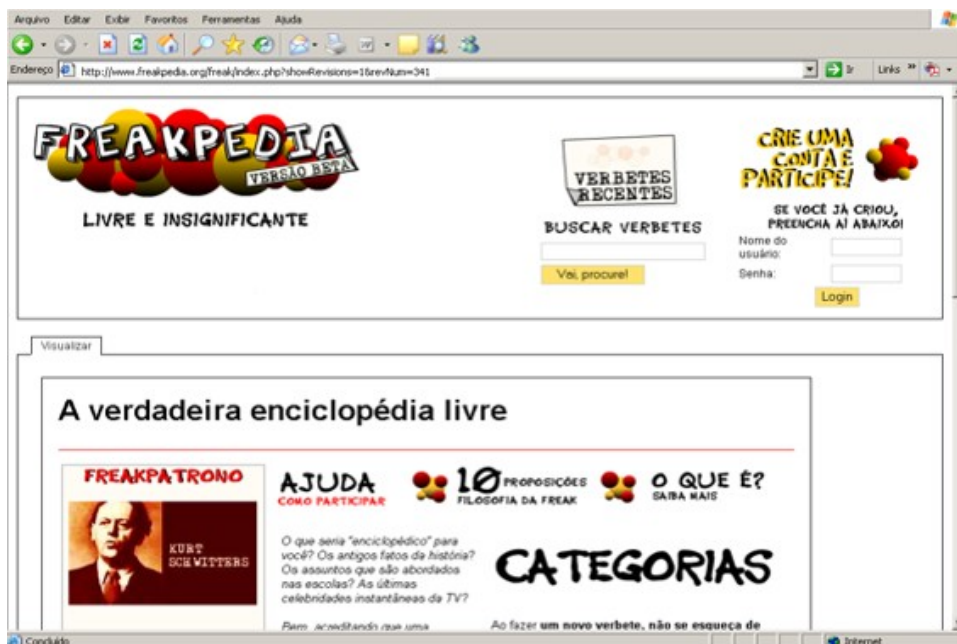 Arquivo Editar Exibir Favoritos Ferramentas Ajuda
Endereço http://www.freakpedia.org/freak/index.php?showRevisions=1&revNum=341 Ir Links »
FREAKPEDIA
VERSÃO BETA
LIVRE E INSIGNIFICANTE
VERBETES
RECENTES
BUSCAR VERBETES
Vai, procure!
CRIE UMA
CONTA E
PARTICIPE!
SE VOCÊ JÁ CRIOU,
PREENCHA AÍ ABAIXO!
Nome do
usuário:
Senha:
Login
Visualizar
A verdadeira enciclopédia livre
FREAKPATRONO
KURT
SCHWITTERS
AJUDA
COMO PARTICIPAR
10 PROPOSIÇÕES
FILOSOFIA DA FREAK
O QUE É?
SAIBA MAIS
O que seria "enciclopédico" para
você? Os antigos fatos da história?
Os assuntos que são abordados
nas escolas? As últimas
celebridades instantâneas da TV?
Bem, acreditando que uma
CATEGORIAS
Ao fazer um novo verbete, não se esqueça de
Concluído Internet